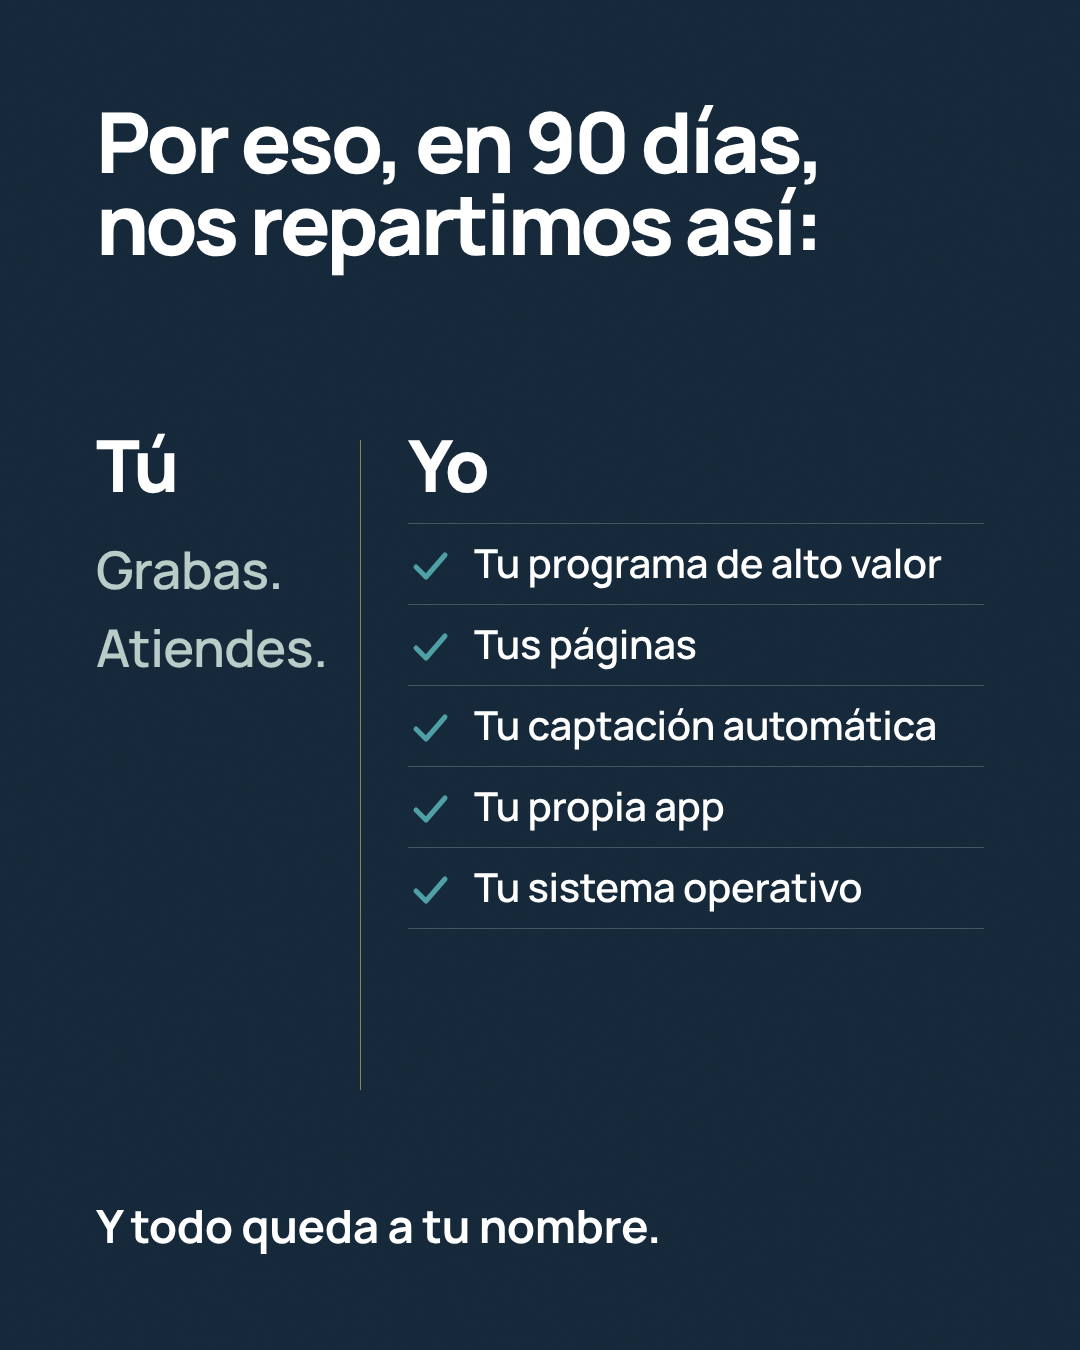 Por eso, en 90 días,
nos repartimos así:
Tú
Grabas.
Atiendes.
Yo
Tu programa de alto valor
Tus páginas
Tu captación automática
Tu propia app
Tu sistema operativo
Y todo queda a tu nombre.